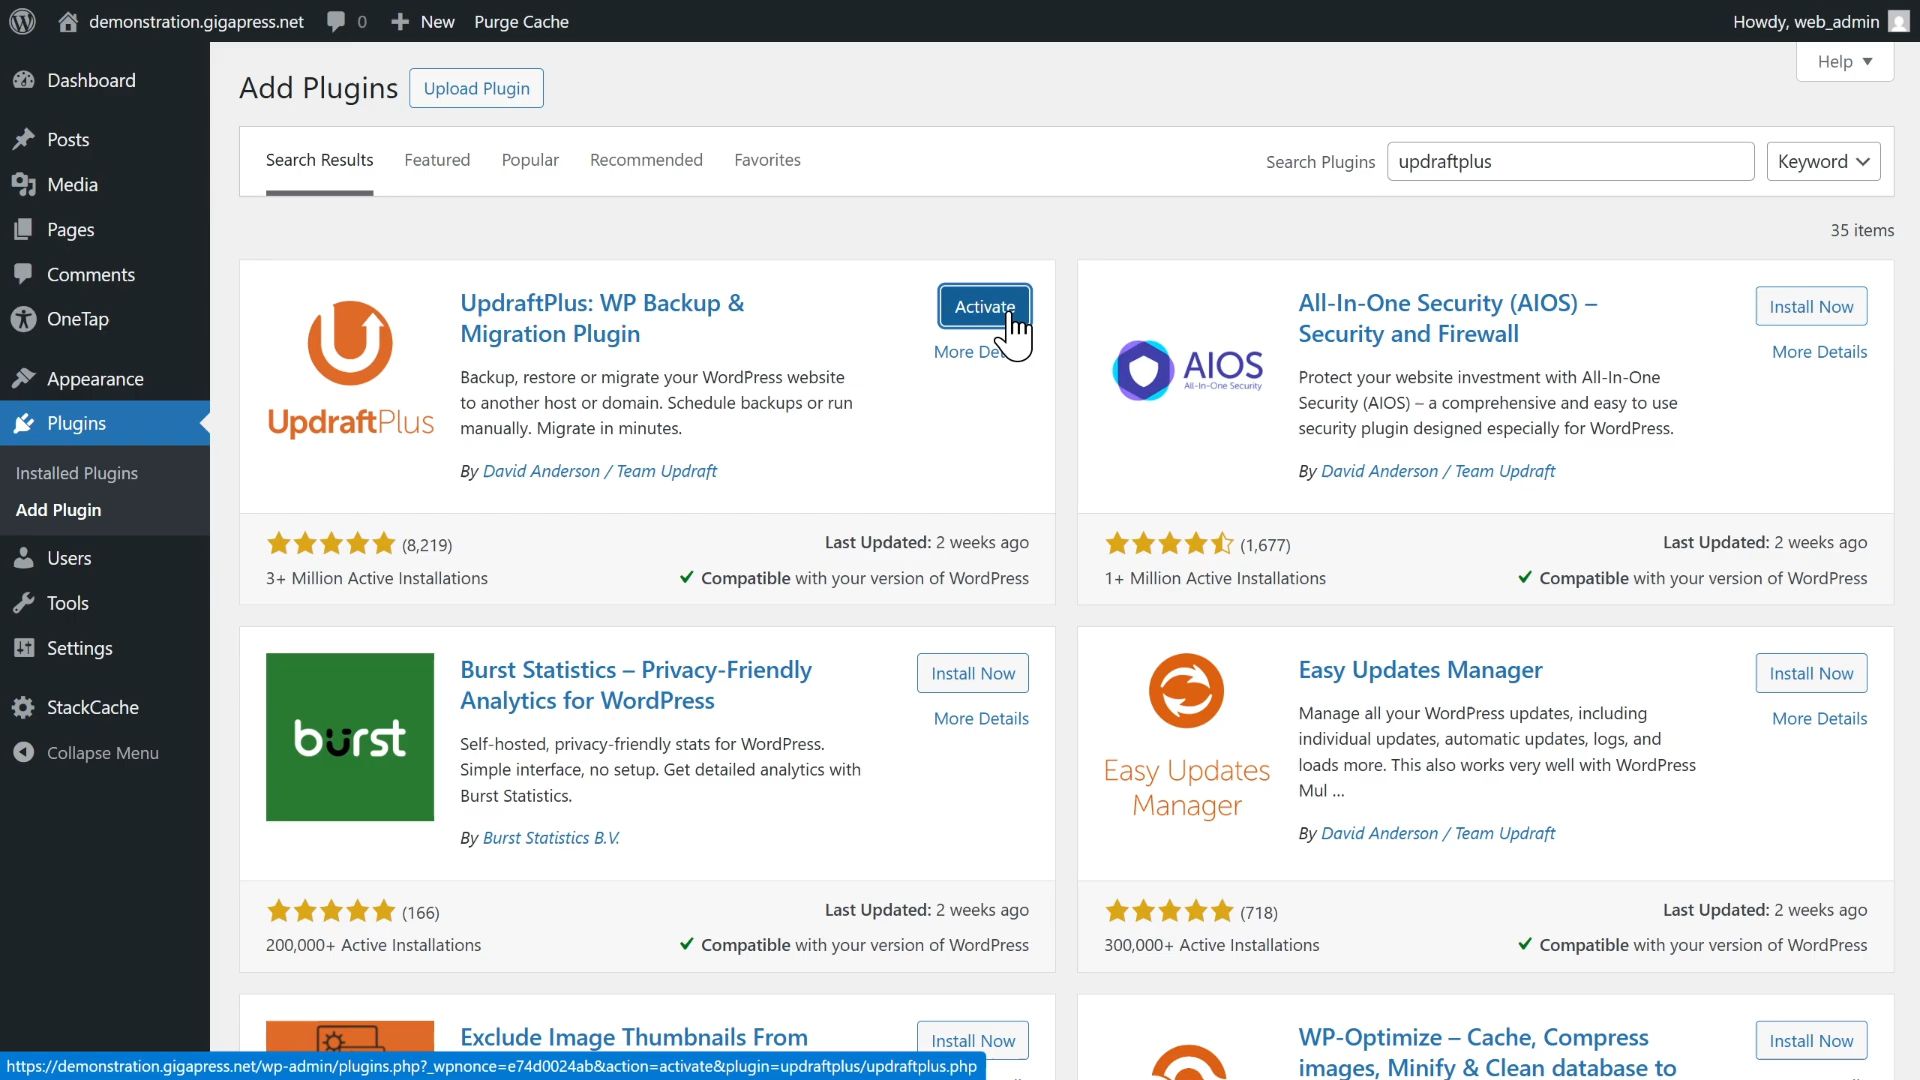 demonstration.gigapress.net 0 New Purge Cache Howdy, web_admin
Help
Dashboard
Posts
Media
Pages
Comments
OneTap
Appearance
Plugins
Installed Plugins
Add Plugin
Users
Tools
Settings
StackCache
Collapse Menu
Add Plugins Upload Plugin
Search Results Featured Popular Recommended Favorites Search Plugins updraftplus Keyword
35 items
UpdraftPlus
UpdraftPlus: WP Backup &
Migration Plugin
Activate
More
Backup, restore or migrate your WordPress website
to another host or domain. Schedule backups or run
manually. Migrate in minutes.
By David Anderson / Team Updraft
(8,219) Last Updated: 2 weeks ago
3+ Million Active Installations Compatible with your version of WordPress
AIOS
All-In-One Security
All-In-One Security (AIOS) –
Security and Firewall
Install Now
More Details
Protect your website investment with All-In-One
Security (AIOS) – a comprehensive and easy to use
security plugin designed especially for WordPress.
By David Anderson / Team Updraft
(1,677) Last Updated: 2 weeks ago
1+ Million Active Installations Compatible with your version of WordPress
burst
Burst Statistics – Privacy-Friendly
Analytics for WordPress
Install Now
More Details
Self-hosted, privacy-friendly stats for WordPress.
Simple interface, no setup. Get detailed analytics with
Burst Statistics.
By Burst Statistics B.V.
(166) Last Updated: 2 weeks ago
200,000+ Active Installations Compatible with your version of WordPress
Easy Updates
Manager
Easy Updates Manager
Install Now
More Details
Manage all your WordPress updates, including
individual updates, automatic updates, logs, and
loads more. This also works very well with WordPress
Mul ...
By David Anderson / Team Updraft
(718) Last Updated: 2 weeks ago
300,000+ Active Installations Compatible with your version of WordPress
Exclude Image Thumbnails From
Install Now
WP-Optimize – Cache, Compress
images, Minify & Clean database to
Install Now
https://demonstration.gigapress.net/wp-admin/plugins.php?_wpnonce=e74d0024ab&action=activate&plugin=updraftplus/updraftplus.php